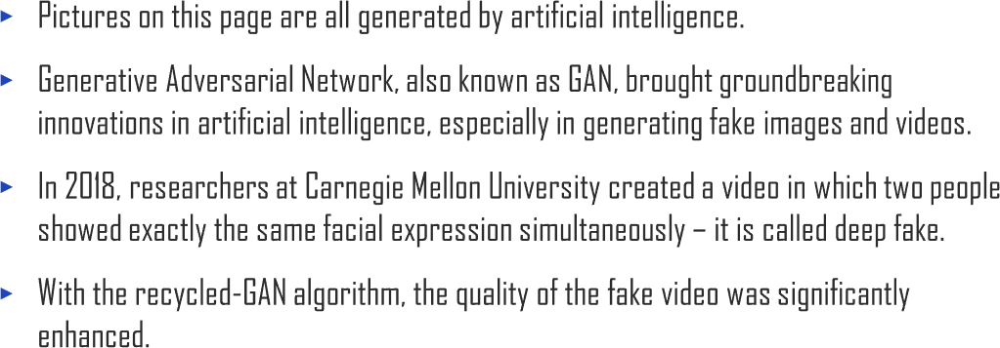 ▸ Pictures on this page are all generated by artificial intelligence.
▸ Generative Adversarial Network, also known as GAN, brought groundbreaking
innovations in artificial intelligence, especially in generating fake images and videos.
▸ In 2018, researchers at Carnegie Mellon University created a video in which two people
showed exactly the same facial expression simultaneously – it is called deep fake.
▸ With the recycled-GAN algorithm, the quality of the fake video was significantly
enhanced.